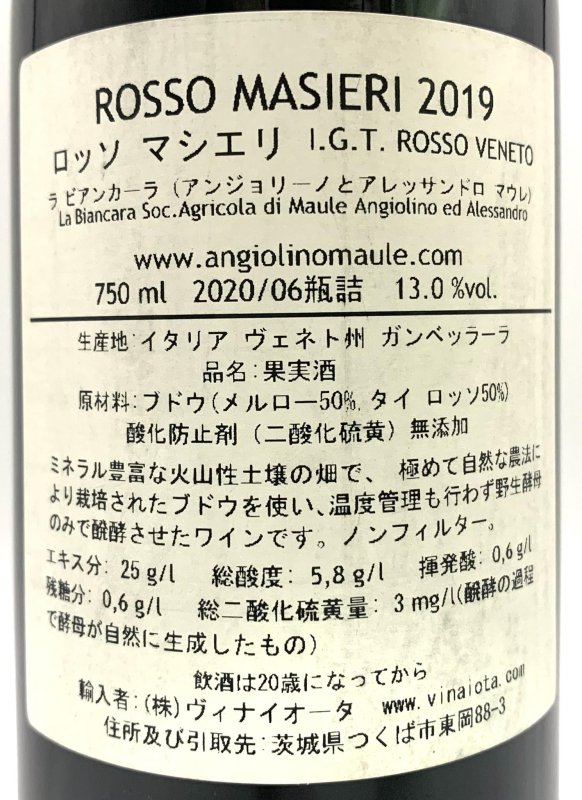 ROSSO MASIERI 2019
ロッソ マシエリ I.G.T. ROSSO VENETO
ラ ビアンカーラ（アンジョリーノとアレッサンドロ マウレ）
La Biancara Soc.Agricola di Maule Angiolino ed Alessandro
www.angiolinomaule.com
750 ml 2020/06瓶詰 13.0 %vol.
生産地:イタリア ヴェネト州 ガンベッラーラ
品名:果実酒
原材料:ブドウ(メルロー50%, タイ ロッソ50%)
酸化防止剤（二酸化硫黄）無添加
ミネラル豊富な火山性土壌の畑で、極めて自然な農法に
より栽培されたブドウを使い、温度管理も行わず野生酵母
のみで醗酵させたワインです。ノンフィルター。
エキス分: 25 g/l 総酸度: 5,8 g/l 揮発酸: 0,6 g/l
残糖分: 0,6 g/l 総二酸化硫黄量: 3 mg/l(醗酵の過程
で酵母が自然に生成したもの)
飲酒は20歳になってから
輸入者:(株)ヴィナイオータ www.vinaiota.com
住所及び引取先:茨城県つくば市東岡88-3